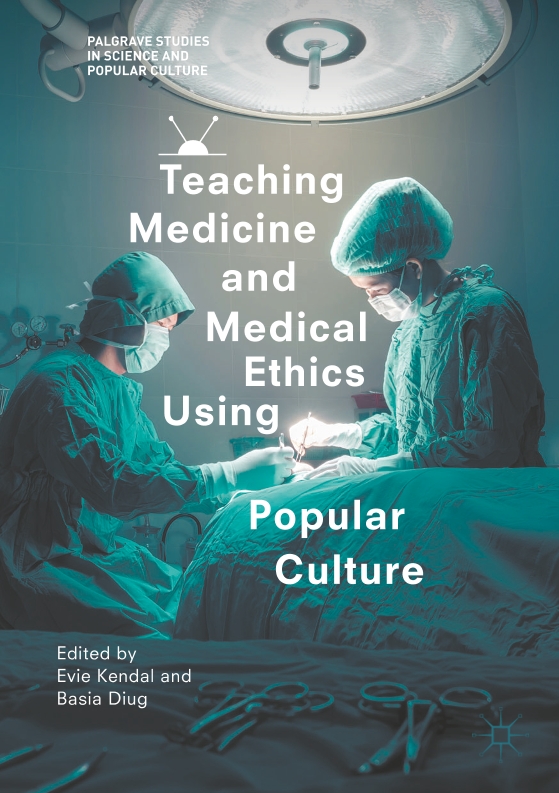 PALGRAVE STUDIES
IN SCIENCE AND
POPULAR CULTURE
Teaching
Medicine
and
Medical
Ethics
Using
Popular
Culture
Edited by
Evie Kendal and
Basia Diug